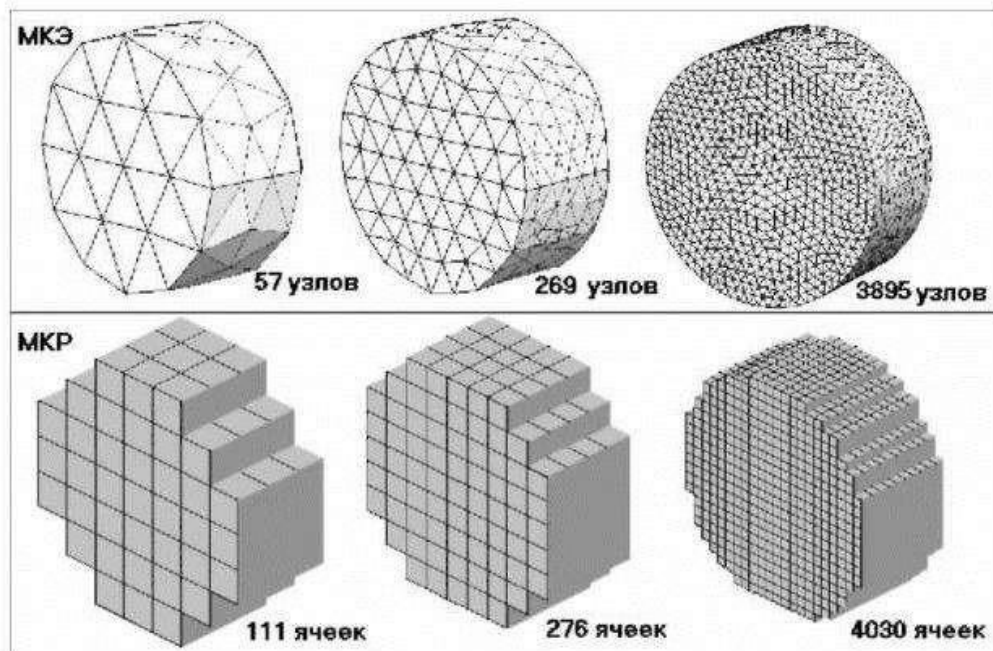 МКЭ
57 узлов
269 узлов
3895 узлов
МКР
111 ячеек
276 ячеек
4030 ячеек